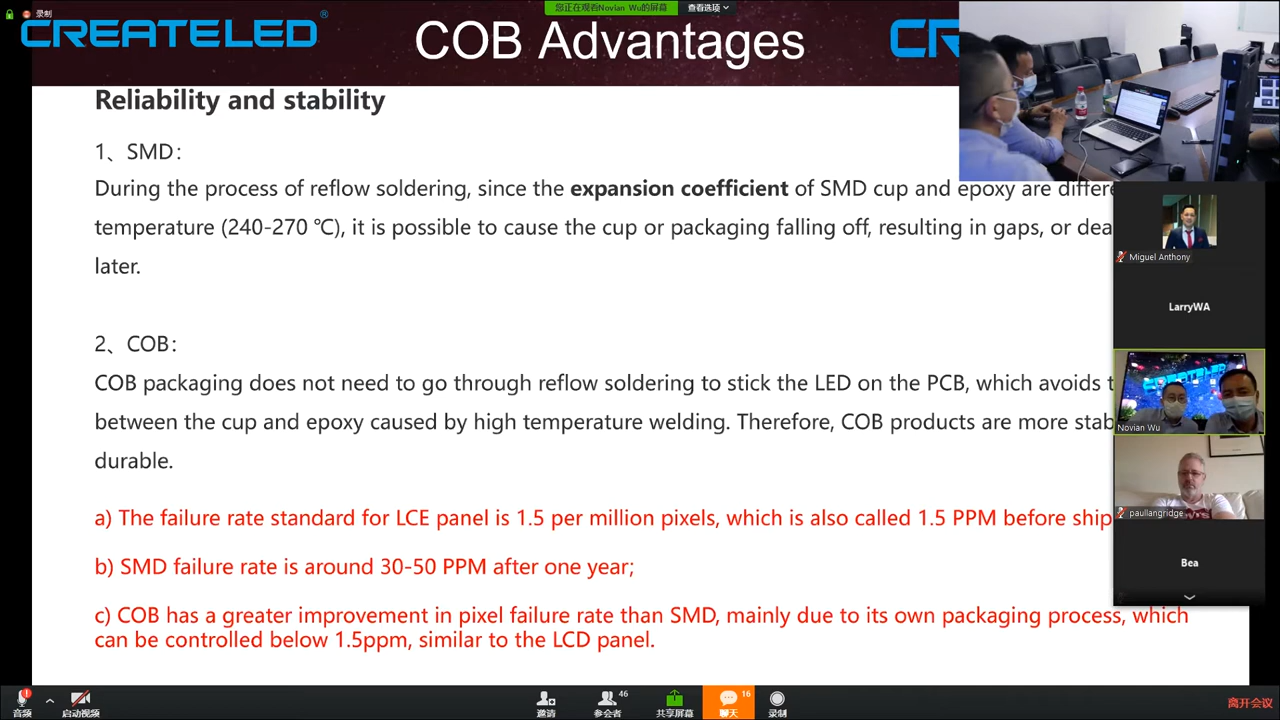 录制
您正在观看Novian Wu的屏幕
查看选项
CREATELED®
COB Advantages
CR
Reliability and stability
1、SMD：
During the process of reflow soldering, since the expansion coefficient of SMD cup and epoxy are differe
temperature (240-270 ℃), it is possible to cause the cup or packaging falling off, resulting in gaps, or dea
later.
2、COB：
COB packaging does not need to go through reflow soldering to stick the LED on the PCB, which avoids t
between the cup and epoxy caused by high temperature welding. Therefore, COB products are more stab
durable.
a) The failure rate standard for LCE panel is 1.5 per million pixels, which is also called 1.5 PPM before ship
b) SMD failure rate is around 30-50 PPM after one year;
c) COB has a greater improvement in pixel failure rate than SMD, mainly due to its own packaging process, which
can be controlled below 1.5ppm, similar to the LCD panel.
Miguel Anthony
LarryWA
Novian Wu
paullangridge
Bea
音频
启动视频
邀请
参会者
46
共享屏幕
聊天
16
录制
离开会议